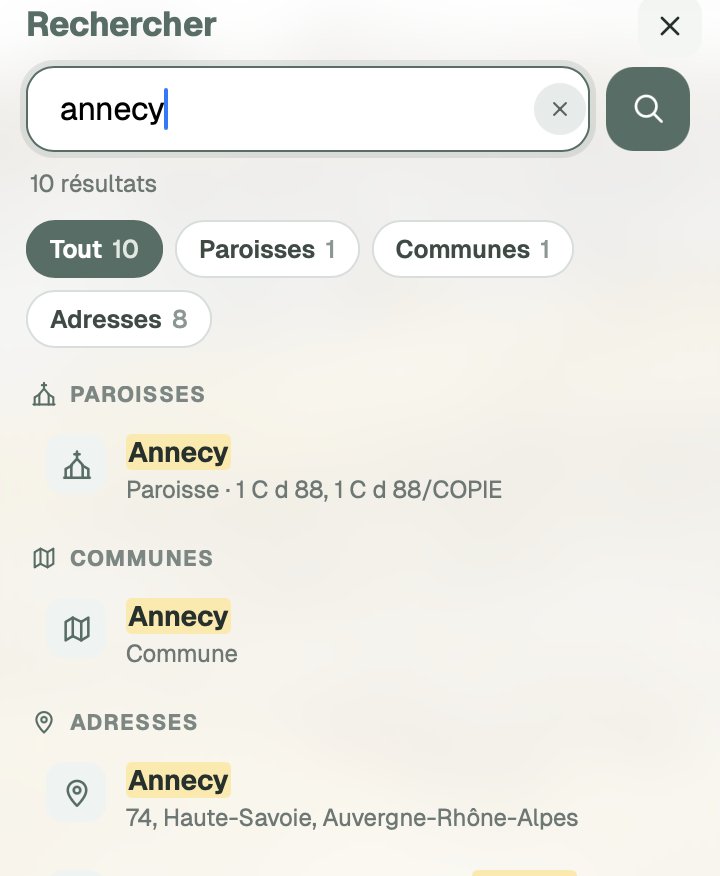 Rechercher
annecy
10 résultats
Tout 10
Paroisses 1
Communes 1
Adresses 8
PAROISSES
Annecy
Paroisse · 1 C d 88, 1 C d 88/COPIE
COMMUNES
Annecy
Commune
ADRESSES
Annecy
74, Haute-Savoie, Auvergne-Rhône-Alpes